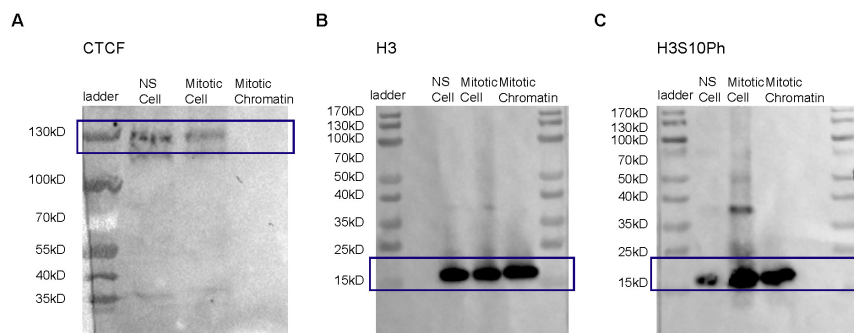 A
CTCF
ladder
NS
Cell
Mitotic
Cell
Mitotic
Chromatin
130kD
100kD
70kD
55kD
40kD
35kD
B
H3
ladder
NS
Cell
Mitotic
Cell
Mitotic
Chromatin
170kD
130kD
100kD
70kD
50kD
40kD
35kD
25kD
15kD
C
H3S10Ph
ladder
NS
Cell
Mitotic
Cell
Mitotic
Chromatin
170kD
130kD
100kD
70kD
50kD
40kD
35kD
25kD
15kD